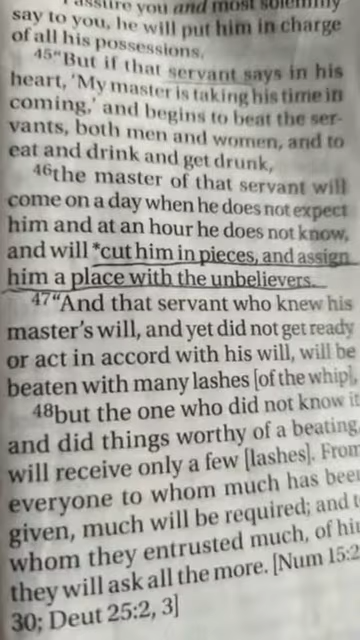 assure you and most solemnly
say to you, he will put him in charge
of all his possessions.
45“But if that servant says in his
heart, ‘My master is taking his time in
coming,’ and begins to beat the ser-
vants, both men and women, and to
eat and drink and get drunk,
46the master of that servant will
come on a day when he does not expect
him and at an hour he does not know,
and will *cut him in pieces, and assign
him a place with the unbelievers.
47“And that servant who knew his
master’s will, and yet did not get ready
or act in accord with his will, will be
beaten with many lashes [of the whip],
48but the one who did not know it
and did things worthy of a beating,
will receive only a few [lashes]. From
everyone to whom much has been
given, much will be required; and t
whom they entrusted much, of hi
they will ask all the more. [Num 15:2
30; Deut 25:2, 3]